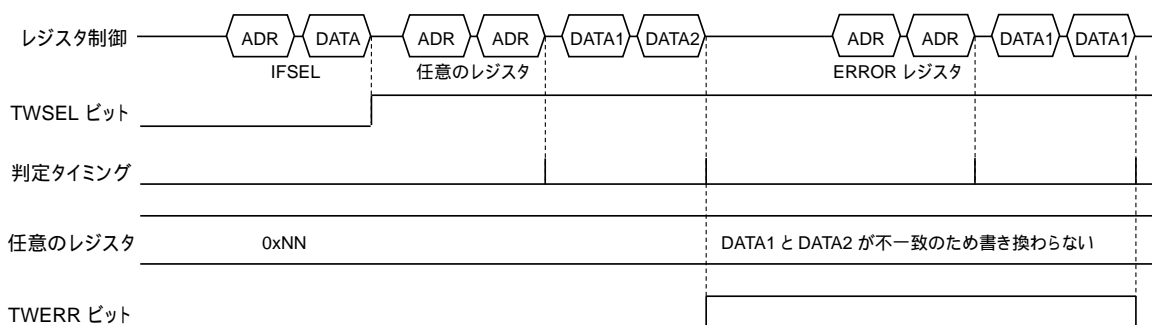 レジスタ制御 ADR DATA ADR ADR DATA1 DATA2 ADR ADR DATA1 DATA1
IFSEL 任意のレジスタ ERROR レジスタ
TWSEL ビット
判定タイミング
任意のレジスタ 0xNN DATA1 と DATA2 が不一致のため書き換わらない
TWERR ビット